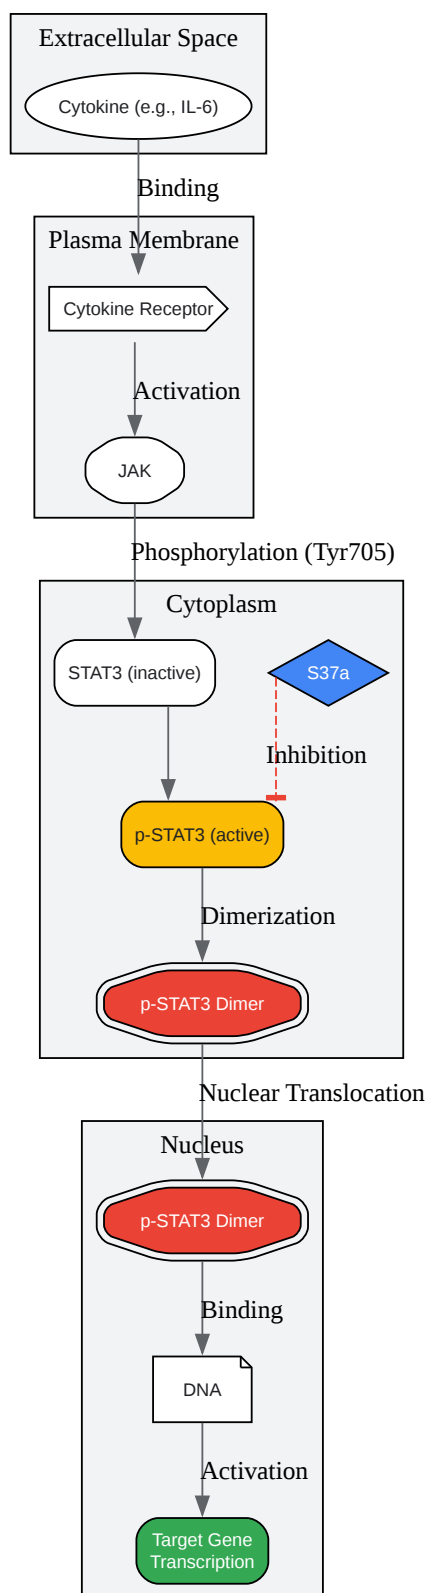 Extracellular Space
Cytokine (e.g., IL-6)
Binding
Plasma Membrane
Cytokine Receptor
Activation
JAK
Phosphorylation (Tyr705)
Cytoplasm
STAT3 (inactive)
S37a
Inhibition
p-STAT3 (active)
Dimerization
p-STAT3 Dimer
Nuclear Translocation
Nucleus
p-STAT3 Dimer
Binding
DNA
Activation
Target Gene
Transcription